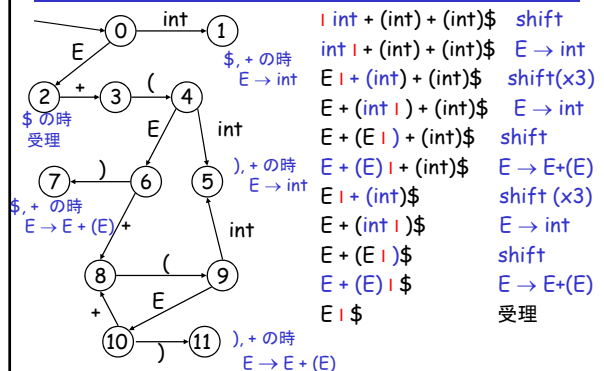 0
int
1
E
$, + の時
E → int
2
+
3
(
4
$ の時
受理
E
int
7
)
6
5
), + の時
E → int
$, + の時
E → E + (E)
+
int
8
(
9
E
+
10
)
11
), + の時
E → E + (E)
| int + (int) + (int)$ shift
int | + (int) + (int)$ E → int
E | + (int) + (int)$ shift(x3)
E + (int | ) + (int)$ E → int
E + (E | ) + (int)$ shift
E + (E) | + (int)$ E → E+(E)
E | + (int)$ shift (x3)
E + (int | )$ E → int
E + (E | )$ shift
E + (E) | $ E → E+(E)
E | $ 受理